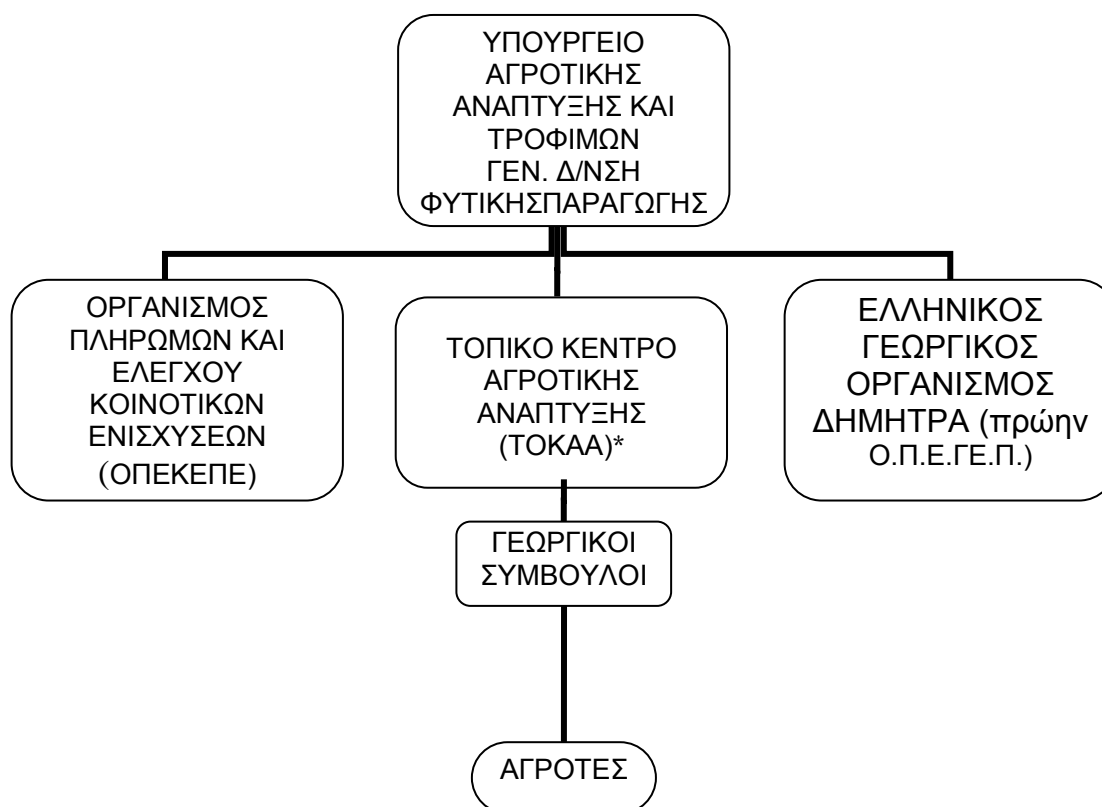 ΥΠΟΥΡΓΕΙΟ
ΑΓΡΟΤΙΚΗΣ
ΑΝΑΠΤΥΞΗΣ ΚΑΙ
ΤΡΟΦΙΜΩΝ
ΓΕΝ. Δ/ΝΣΗ
ΦΥΤΙΚΗΣΠΑΡΑΓΩΓΗΣ
ΟΡΓΑΝΙΣΜΟΣ
ΠΛΗΡΩΜΩΝ ΚΑΙ
ΕΛΕΓΧΟΥ
ΚΟΙΝΟΤΙΚΩΝ
ΕΝΙΣΧΥΣΕΩΝ
(ΟΠΕΚΕΠΕ)
ΤΟΠΙΚΟ ΚΕΝΤΡΟ
ΑΓΡΟΤΙΚΗΣ
ΑΝΑΠΤΥΞΗΣ
(ΤΟΚΑΑ)*
ΕΛΛΗΝΙΚΟΣ
ΓΕΩΡΓΙΚΟΣ
ΟΡΓΑΝΙΣΜΟΣ
ΔΗΜΗΤΡΑ (πρώην
Ο.Π.Ε.ΓΕ.Π.)
ΓΕΩΡΓΙΚΟΙ
ΣΥΜΒΟΥΛΟΙ
ΑΓΡΟΤΕΣ